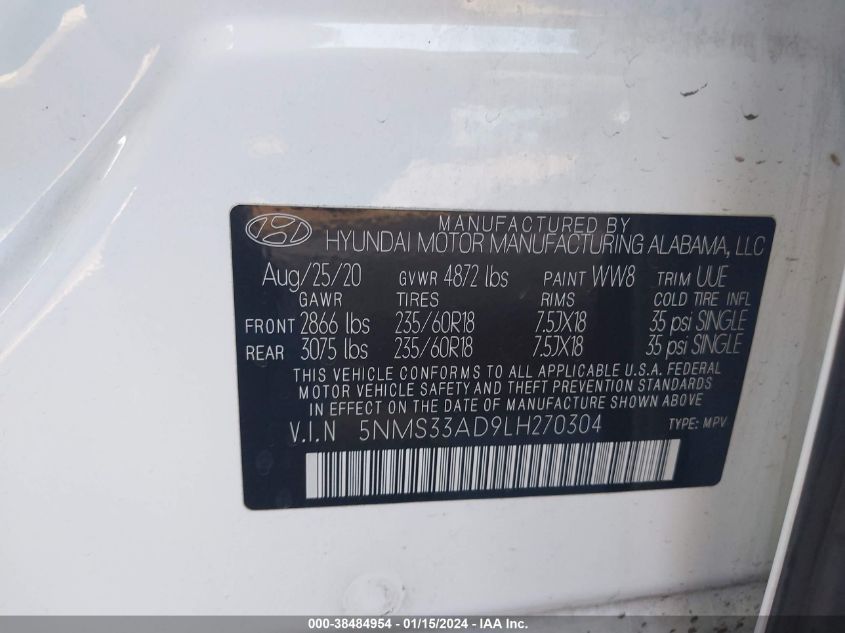 MANUFACTURED BY
HYUNDAI MOTOR MANUFACTURING ALABAMA, LLC
Aug/25/20 GVWR 4872 lbs PAINT WW8 TRIM UUE
GAWR TIRES RIMS COLD TIRE INFL
FRONT 2866 lbs 235/60R18 7.5JX18 35 psi SINGLE
REAR 3075 lbs 235/60R18 7.5JX18 35 psi SINGLE
THIS VEHICLE CONFORMS TO ALL APPLICABLE U.S.A. FEDERAL
MOTOR VEHICLE SAFETY AND THEFT PREVENTION STANDARDS
IN EFFECT ON THE DATE OF MANUFACTURE SHOWN ABOVE
V.I.N 5NMS33AD9LH270304 TYPE: MPV
000-38484954 - 01/15/2024 - IAA Inc.